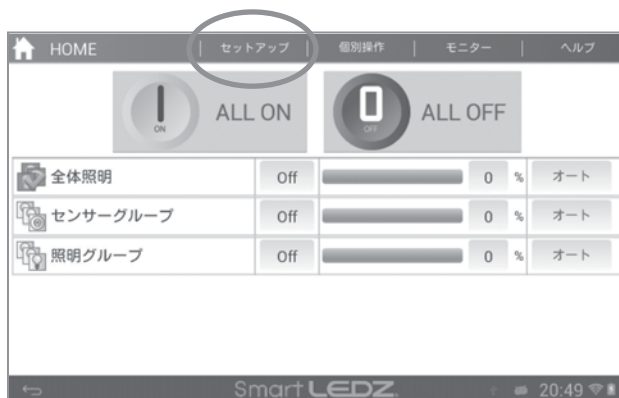 HOME | セットアップ | 個別操作 | モニター | ヘルプ
ON ALL ON OFF ALL OFF
全体照明 Off 0 % オート
センサーグループ Off 0 % オート
照明グループ Off 0 % オート
Smart LEDZ. 20:49